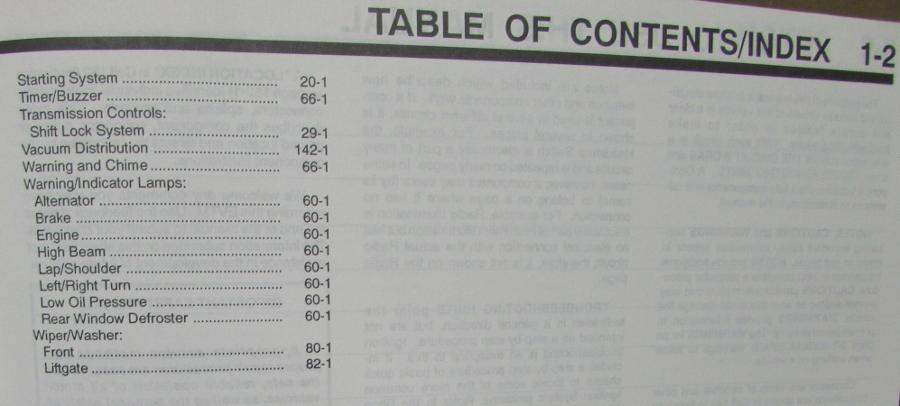 TABLE OF CONTENTS/INDEX 1-2
Starting System ........ 20-1
Timer/Buzzer ........ 66-1
Transmission Controls:
Shift Lock System ........ 29-1
Vacuum Distribution ........ 142-1
Warning and Chime ........ 66-1
Warning/Indicator Lamps:
Alternator ........ 60-1
Brake ........ 60-1
Engine ........ 60-1
High Beam ........ 60-1
Lap/Shoulder ........ 60-1
Left/Right Turn ........ 60-1
Low Oil Pressure ........ 60-1
Rear Window Defroster ........ 60-1
Wiper/Washer:
Front ........ 80-1
Liftgate ........ 82-1